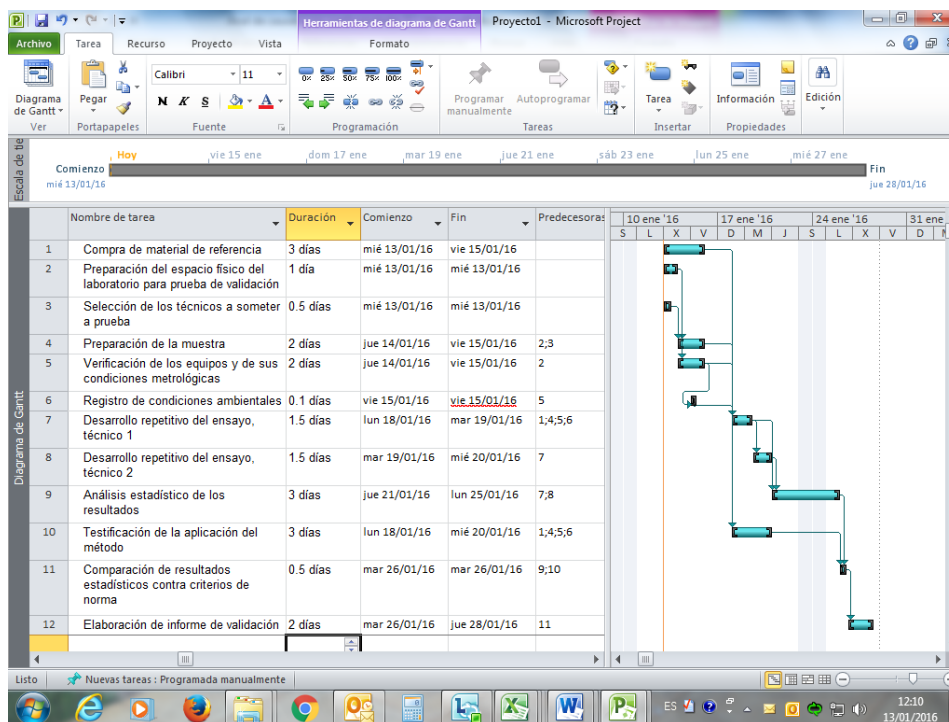 Herramientas de diagrama de Gantt
Proyecto1 - Microsoft Project
Archivo Tarea Recurso Proyecto Vista Formato
Diagrama de Gantt
Pegar
Calibri 11
N K S A
0× 25× 50× 75× 100×
Programar manualmente
Autoprogramar
Tarea
Información
Edición
Ver Portapapeles Fuente Programación Tareas Insertar Propiedades
Escala de tie
Hoy vie 15 ene dom 17 ene mar 19 ene jue 21 ene sáb 23 ene lun 25 ene mié 27 ene
Comienzo Fin
mié 13/01/16 jue 28/01/16
Nombre de tarea Duración Comienzo Fin Predecesoras 10 ene '16 17 ene '16 24 ene '16 31 ene
S L X V D M J S L X V D
1 Compra de material de referencia 3 días mié 13/01/16 vie 15/01/16
2 Preparación del espacio físico del laboratorio para prueba de validación 1 día mié 13/01/16 mié 13/01/16
3 Selección de los técnicos a someter a prueba 0.5 días mié 13/01/16 mié 13/01/16
4 Preparación de la muestra 2 días jue 14/01/16 vie 15/01/16 2;3
5 Verificación de los equipos y de sus condiciones metrológicas 2 días jue 14/01/16 vie 15/01/16 2
6 Registro de condiciones ambientales 0.1 días vie 15/01/16 vie 15/01/16 5
7 Desarrollo repetitivo del ensayo, técnico 1 1.5 días lun 18/01/16 mar 19/01/16 1;4;5;6
8 Desarrollo repetitivo del ensayo, técnico 2 1.5 días mar 19/01/16 mié 20/01/16 7
9 Análisis estadístico de los resultados 3 días jue 21/01/16 lun 25/01/16 7;8
10 Testificación de la aplicación del método 3 días lun 18/01/16 mié 20/01/16 1;4;5;6
11 Comparación de resultados estadísticos contra criterios de norma 0.5 días mar 26/01/16 mar 26/01/16 9;10
12 Elaboración de informe de validación 2 días mar 26/01/16 jue 28/01/16 11
Diagrama de Gantt
Listo Nuevas tareas : Programada manualmente
ES 12:10
13/01/2016